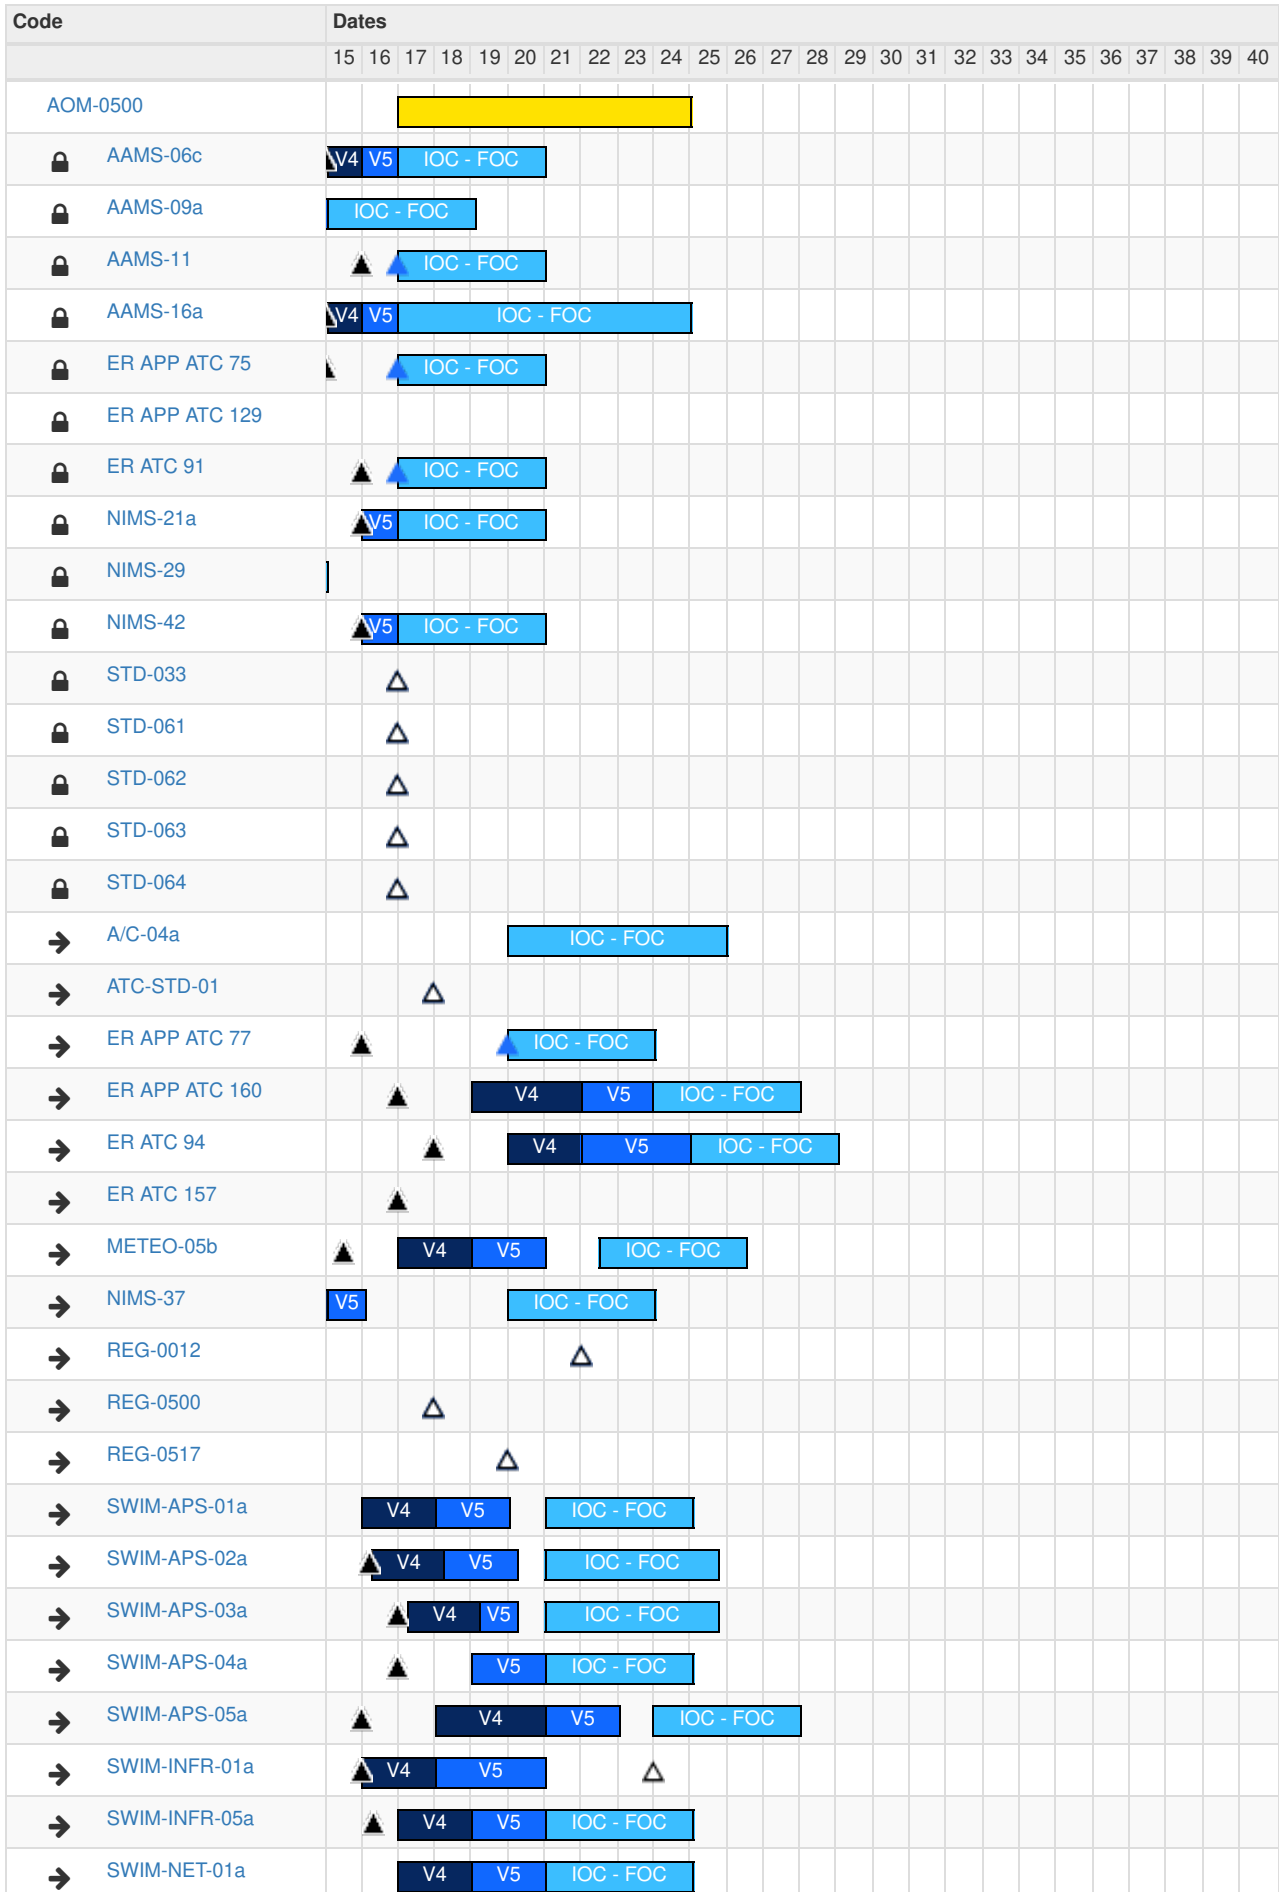 Code Dates
15 16 17 18 19 20 21 22 23 24 25 26 27 28 29 30 31 32 33 34 35 36 37 38 39 40
AOM-0500
AAMS-06c V4 V5 IOC - FOC
AAMS-09a IOC - FOC
AAMS-11 IOC - FOC
AAMS-16a V4 V5 IOC - FOC
ER APP ATC 75 IOC - FOC
ER APP ATC 129
ER ATC 91 IOC - FOC
NIMS-21a V5 IOC - FOC
NIMS-29
NIMS-42 V5 IOC - FOC
STD-033
STD-061
STD-062
STD-063
STD-064
A/C-04a IOC - FOC
ATC-STD-01
ER APP ATC 77 IOC - FOC
ER APP ATC 160 V4 V5 IOC - FOC
ER ATC 94 V4 V5 IOC - FOC
ER ATC 157
METEO-05b V4 V5 IOC - FOC
NIMS-37 V5 IOC - FOC
REG-0012
REG-0500
REG-0517
SWIM-APS-01a V4 V5 IOC - FOC
SWIM-APS-02a V4 V5 IOC - FOC
SWIM-APS-03a V4 V5 IOC - FOC
SWIM-APS-04a V5 IOC - FOC
SWIM-APS-05a V4 V5 IOC - FOC
SWIM-INFR-01a V4 V5
SWIM-INFR-05a V4 V5 IOC - FOC
SWIM-NET-01a V4 V5 IOC - FOC